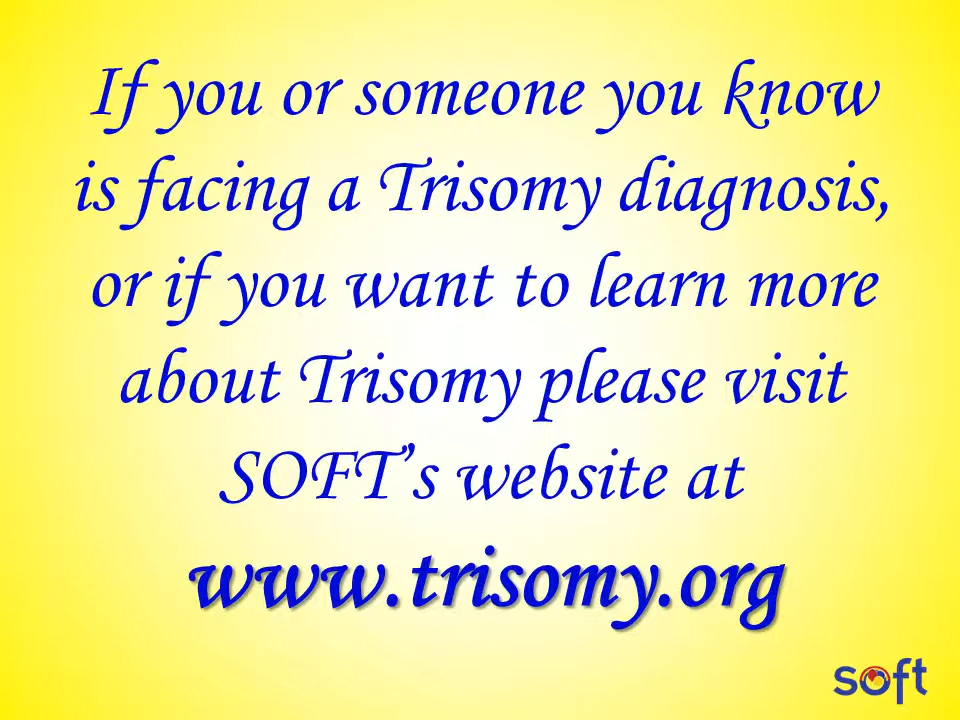 If you or someone you know
is facing a Trisomy diagnosis,
or if you want to learn more
about Trisomy please visit
SOFT’s website at
www.trisomy.org
soft